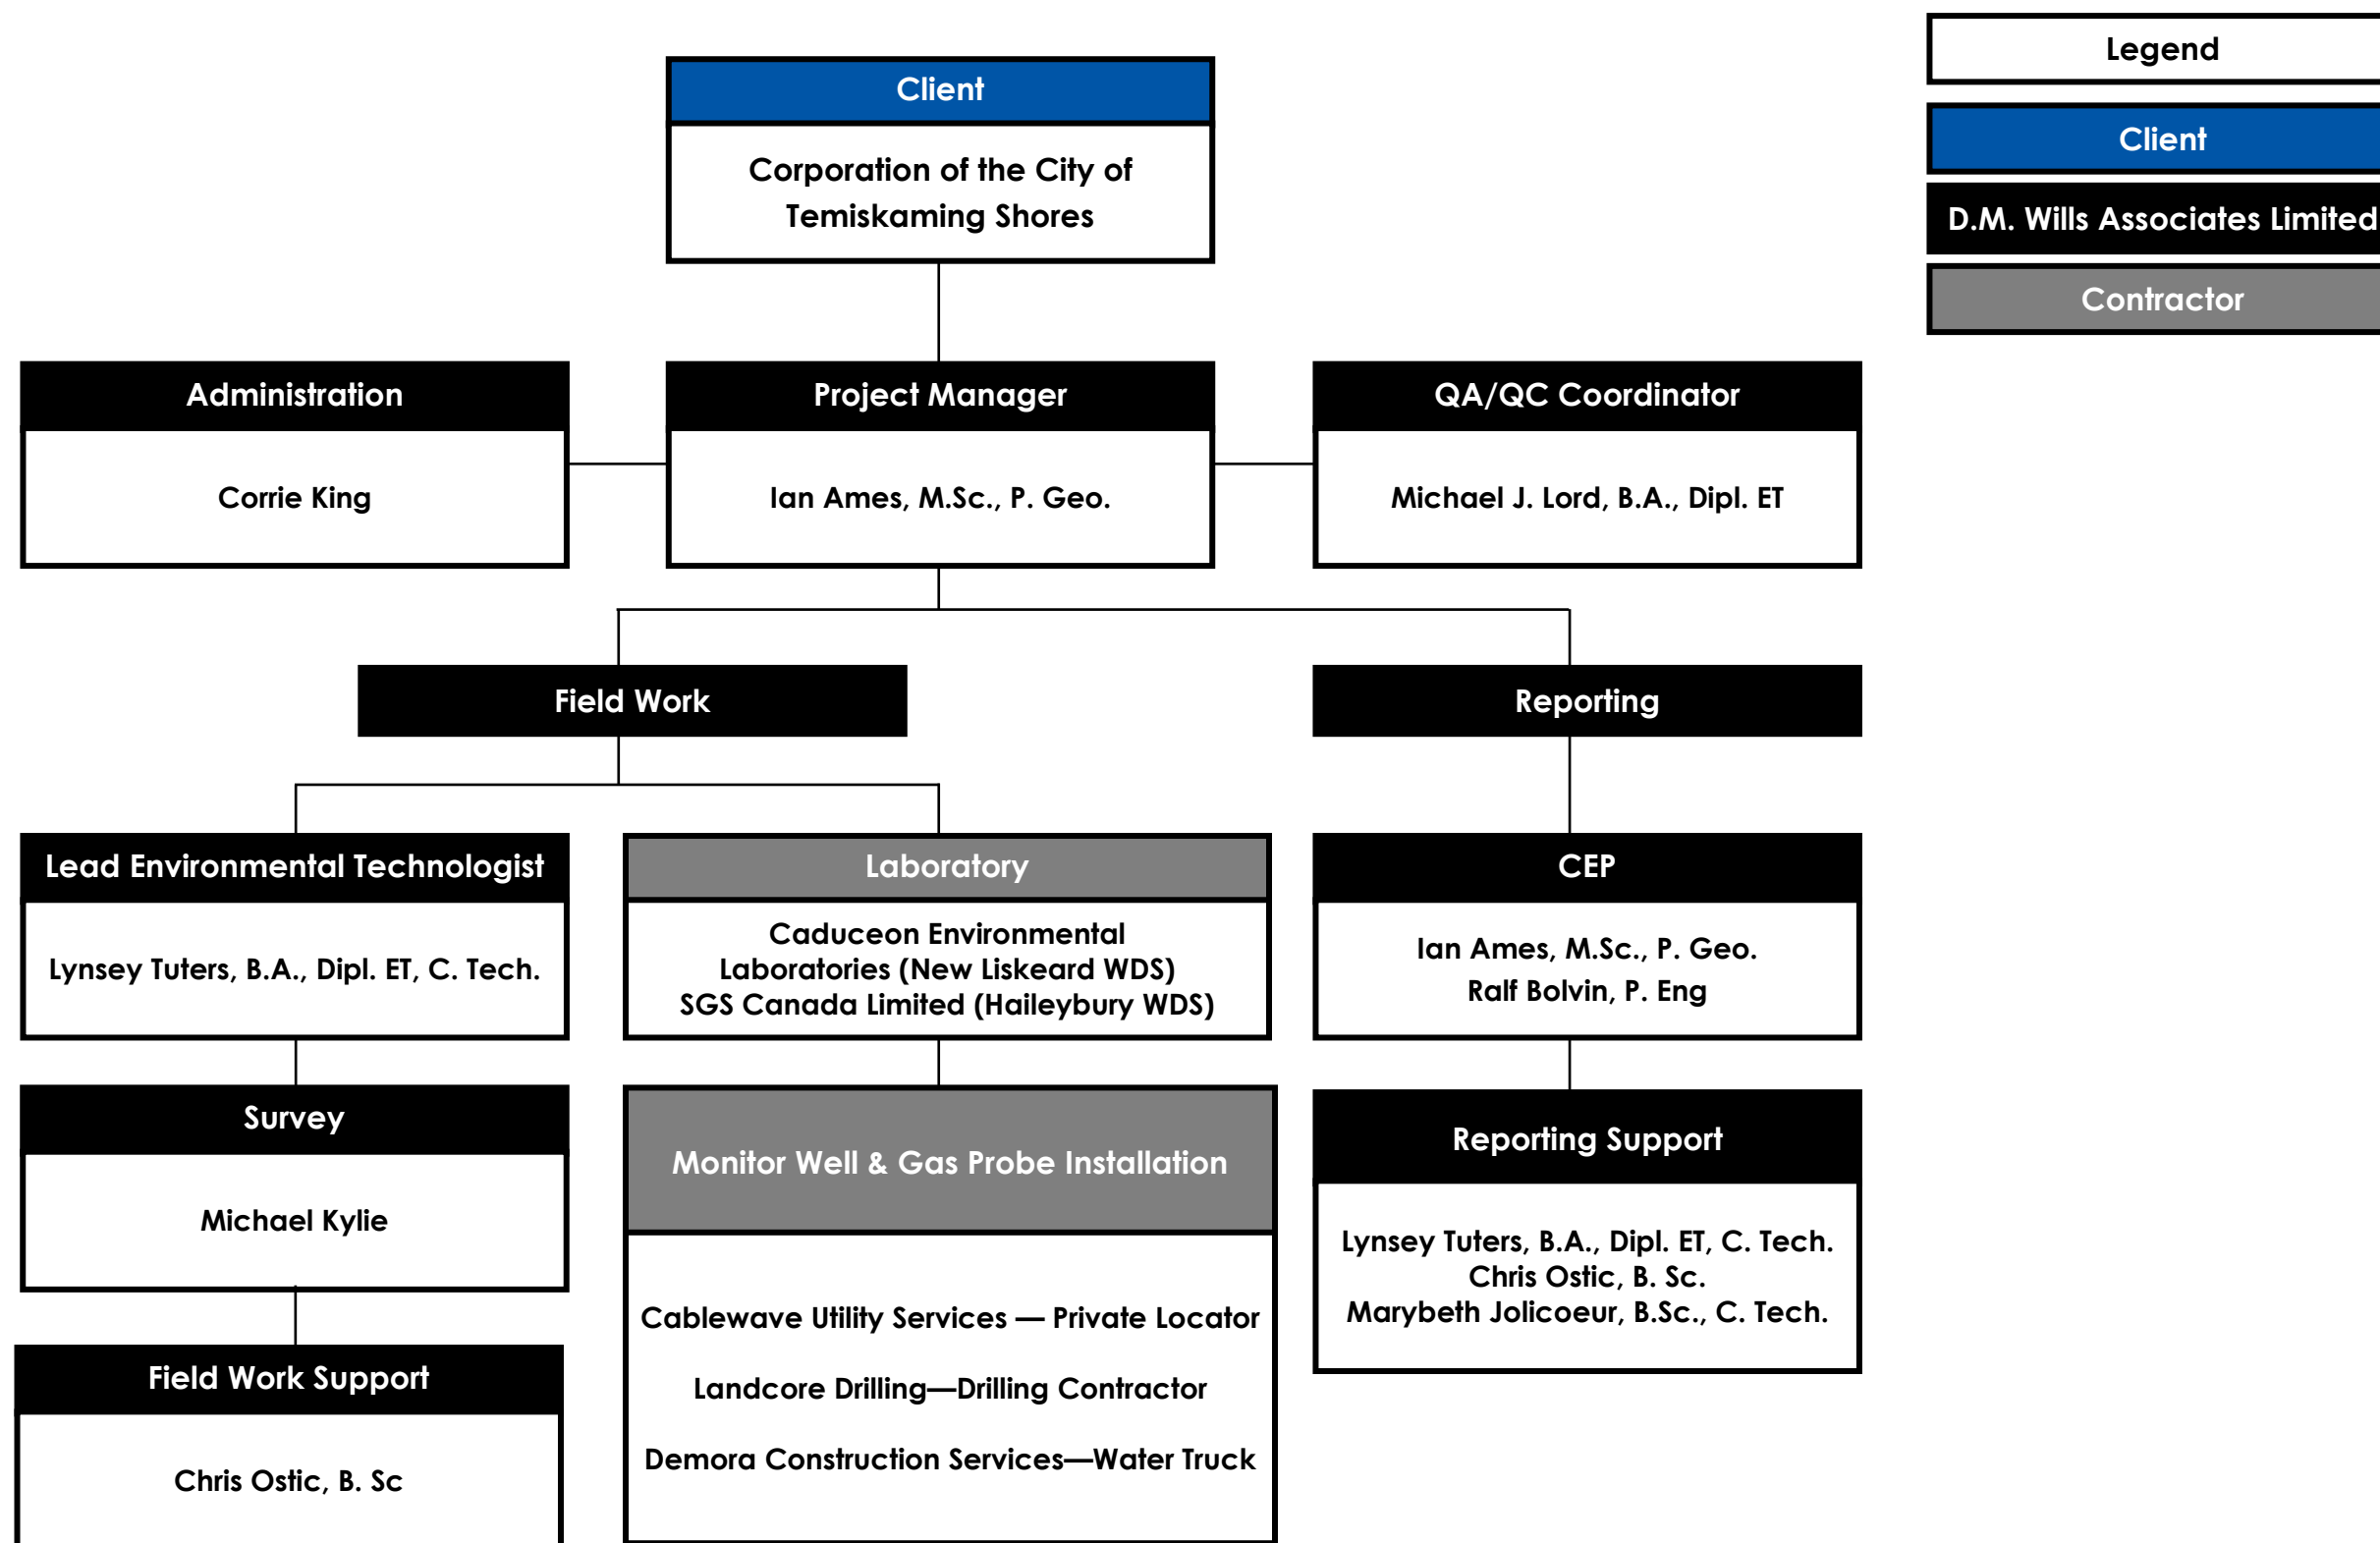 Legend
Client
D.M. Wills Associates Limited
Contractor
Client
Corporation of the City of
Temiskaming Shores
Administration
Corrie King
Project Manager
Ian Ames, M.Sc., P. Geo.
QA/QC Coordinator
Michael J. Lord, B.A., Dipl. ET
Field Work
Reporting
Lead Environmental Technologist
Lynsey Tuters, B.A., Dipl. ET, C. Tech.
Laboratory
Caduceon Environmental
Laboratories (New Liskeard WDS)
SGS Canada Limited (Haileybury WDS)
CEP
Ian Ames, M.Sc., P. Geo.
Ralf Bolvin, P. Eng
Survey
Michael Kylie
Monitor Well & Gas Probe Installation
Cablewave Utility Services — Private Locator
Landcore Drilling—Drilling Contractor
Demora Construction Services—Water Truck
Reporting Support
Lynsey Tuters, B.A., Dipl. ET, C. Tech.
Chris Ostic, B. Sc.
Marybeth Jolicoeur, B.Sc., C. Tech.
Field Work Support
Chris Ostic, B. Sc